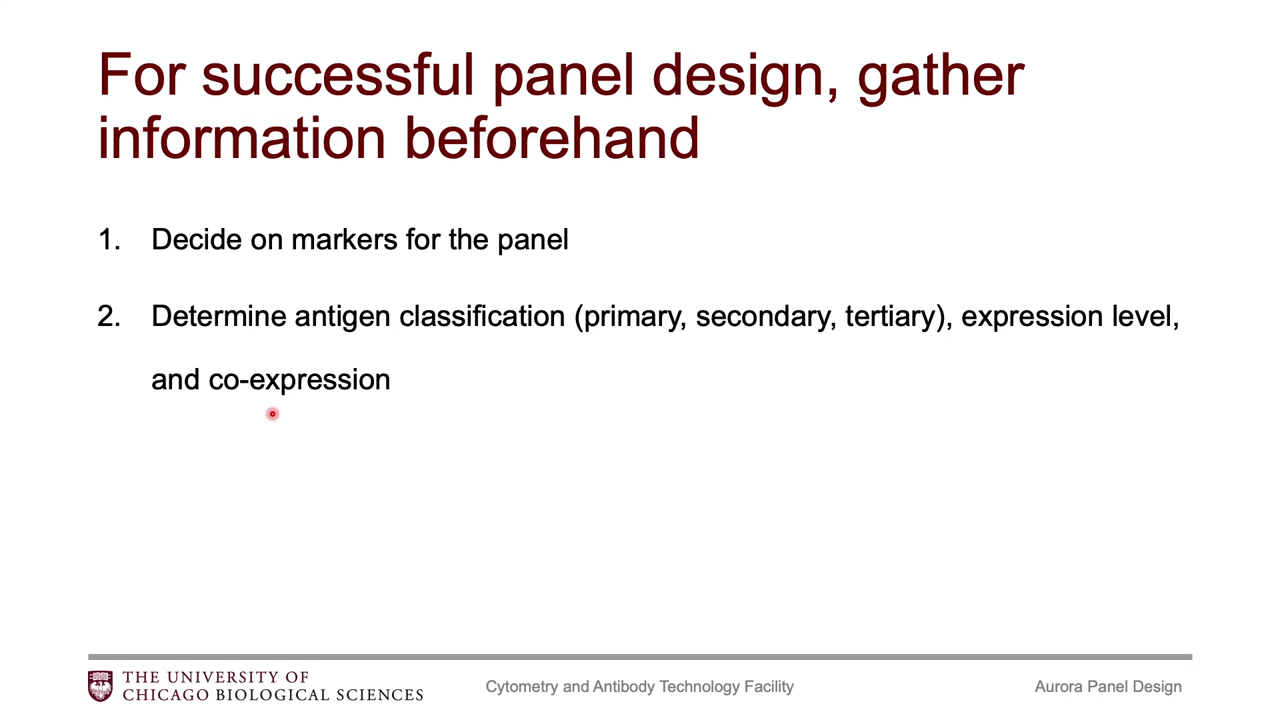 For successful panel design, gather
information beforehand
1. Decide on markers for the panel
2. Determine antigen classification (primary, secondary, tertiary), expression level,
and co-expression
THE UNIVERSITY OF
CHICAGO BIOLOGICAL SCIENCES
Cytometry and Antibody Technology Facility
Aurora Panel Design